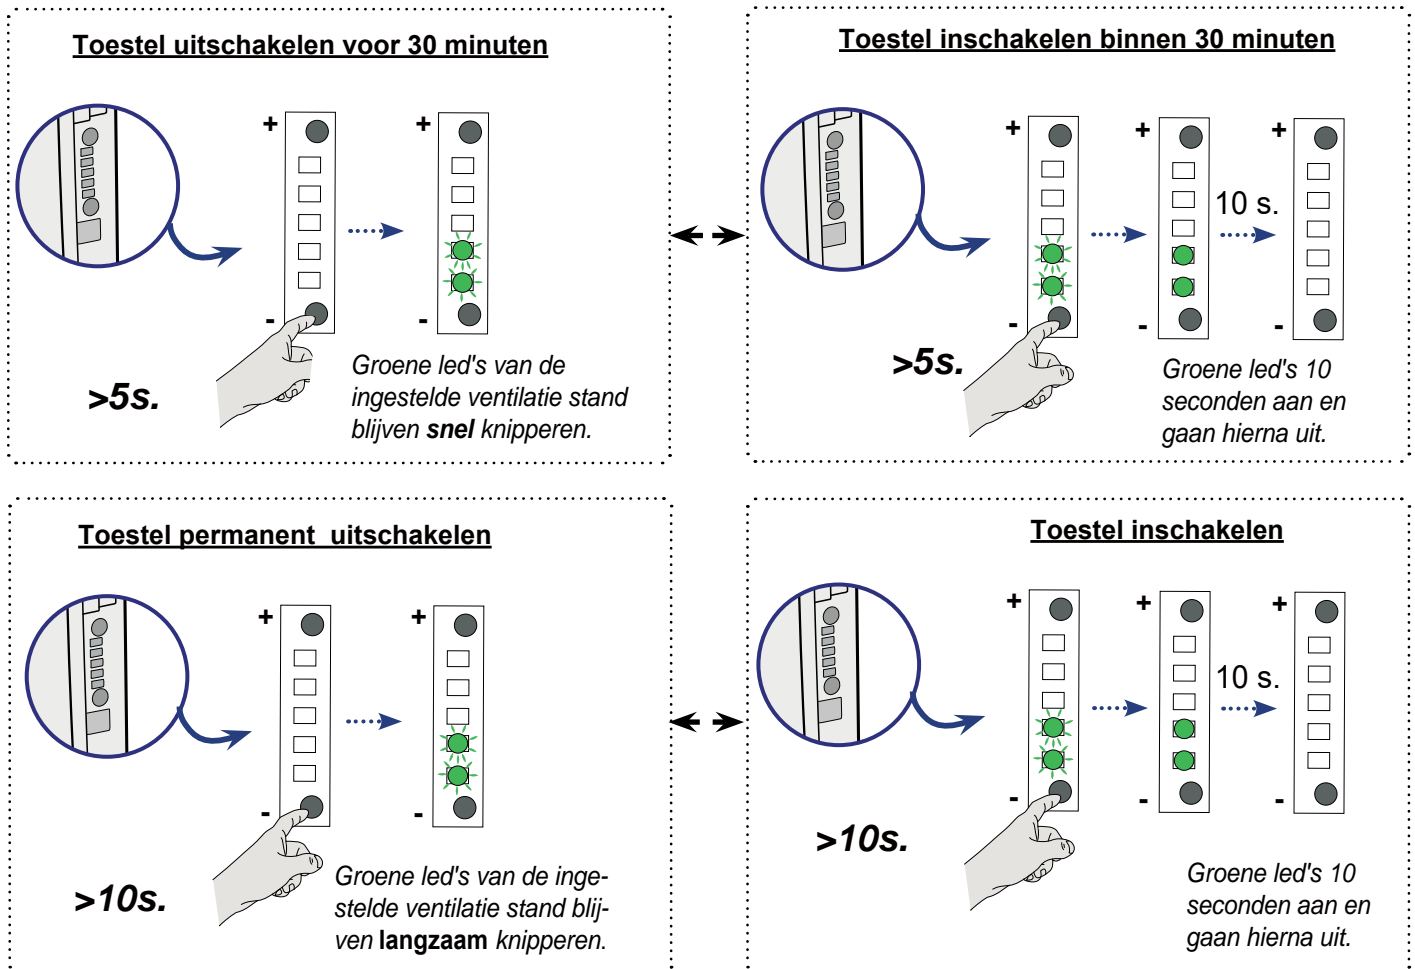 Toestel uitschakelen voor 30 minuten
+
+
-
-
>5s.
Groene led's van de
ingestelde ventilatie stand
blijven snel knipperen.
Toestel inschakelen binnen 30 minuten
+
+
+
10 s.
-
-
-
>5s.
Groene led's 10
seconden aan en
gaan hierna uit.
Toestel permanent  uitschakelen
+
+
-
-
>10s.
Groene led's van de inge-
stelde ventilatie stand blij-
ven langzaam knipperen.
Toestel inschakelen
+
+
+
10 s.
-
-
-
>10s.
Groene led's 10
seconden aan en
gaan hierna uit.